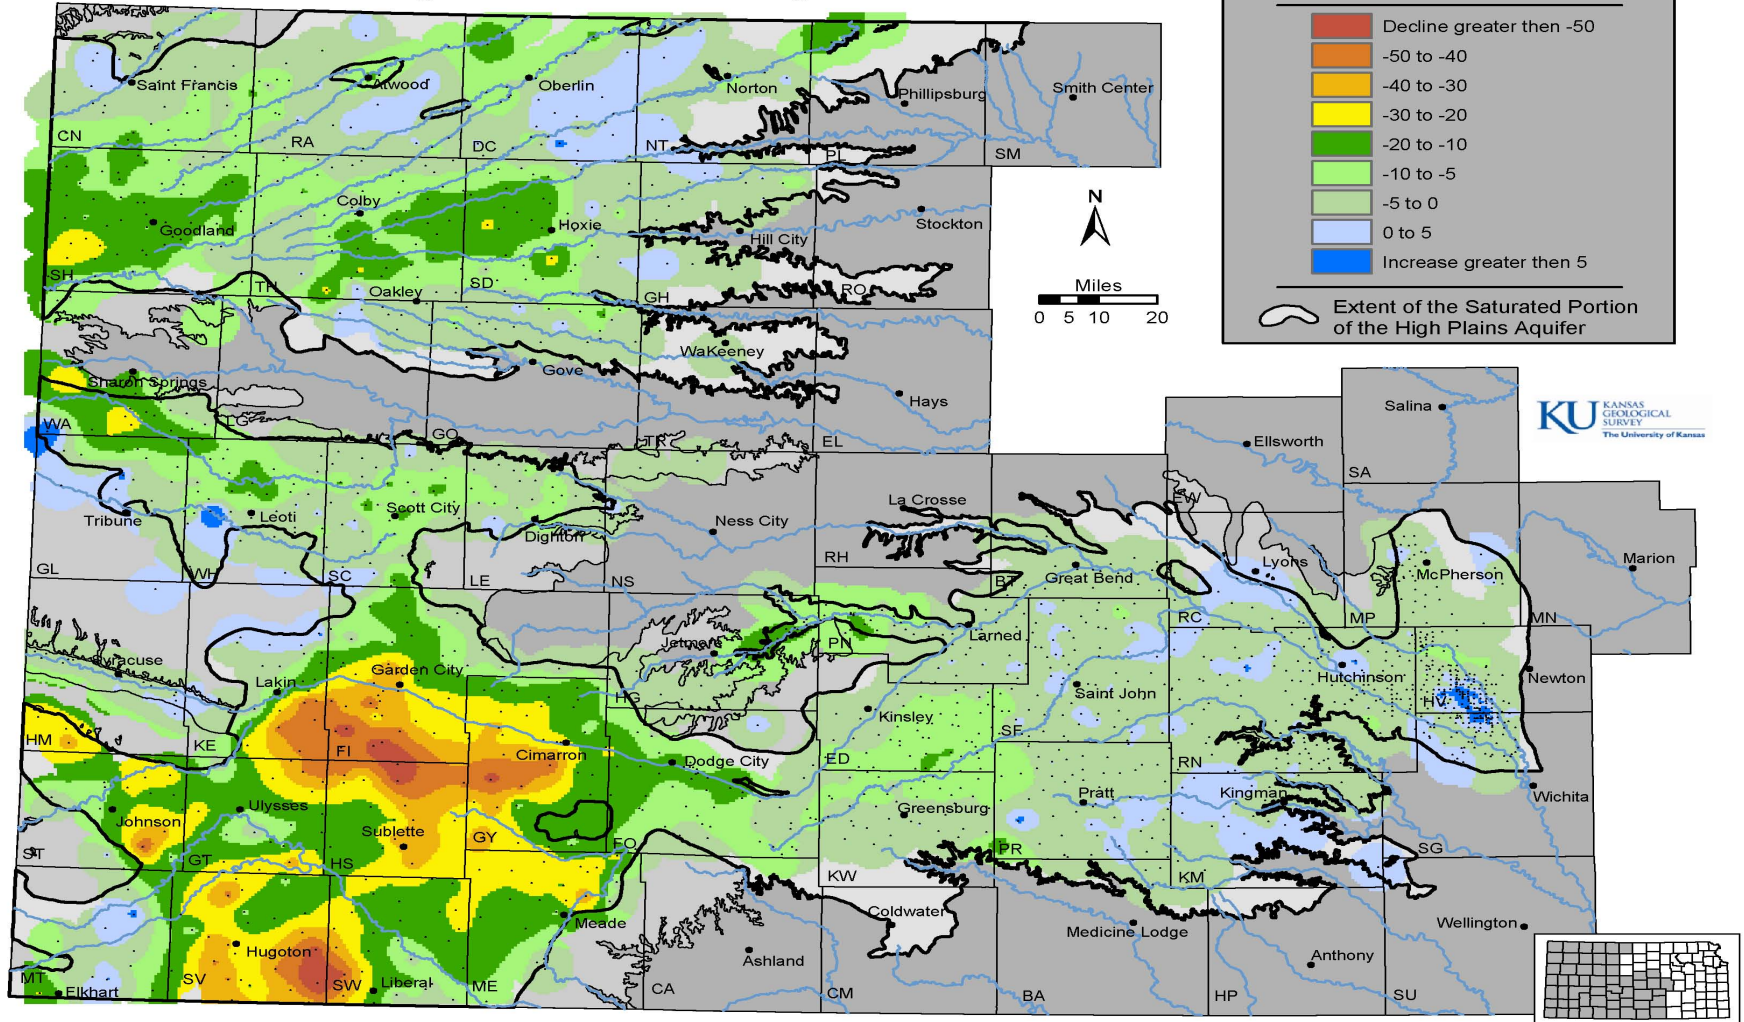 Decline greater then -50
-50 to -40
-40 to -30
-30 to -20
-20 to -10
-10 to -5
-5 to 0
0 to 5
Increase greater then 5
Extent of the Saturated Portion
of the High Plains Aquifer
N
Miles
0 5 10 20
KU KANSAS
GEOLOGICAL
SURVEY
The University of Kansas
Saint Francis
Atwood
Oberlin
Norton
Phillipsburg
Smith Center
CN
RA
DC
NT
PL
SM
Goodland
Colby
Hoxie
Hill City
Stockton
SH
TH
SD
GH
RO
Oakley
Sharon Springs
Gove
WaKeeney
Hays
WA
LG
GO
TR
EL
Ellsworth
Salina
EW
SA
Tribune
Leoti
Scott City
Dighton
Ness City
La Crosse
Great Bend
Lyons
McPherson
Marion
GL
WH
SC
LE
NS
RH
BT
RC
MP
MN
Syracuse
Lakin
Garden City
Jetmore
Larned
Saint John
Hutchinson
Newton
HM
KE
FI
HG
PN
SF
HV
Kinsley
Cimarron
Dodge City
ED
RN
Johnson
Ulysses
Sublette
Greensburg
Pratt
Kingman
Wichita
ST
GT
HS
GY
FO
KW
PR
KM
SG
Hugoton
Liberal
Meade
Coldwater
Ashland
Medicine Lodge
Anthony
Wellington
Elkhart
MT
SV
SW
ME
CA
CM
BA
HP
SU